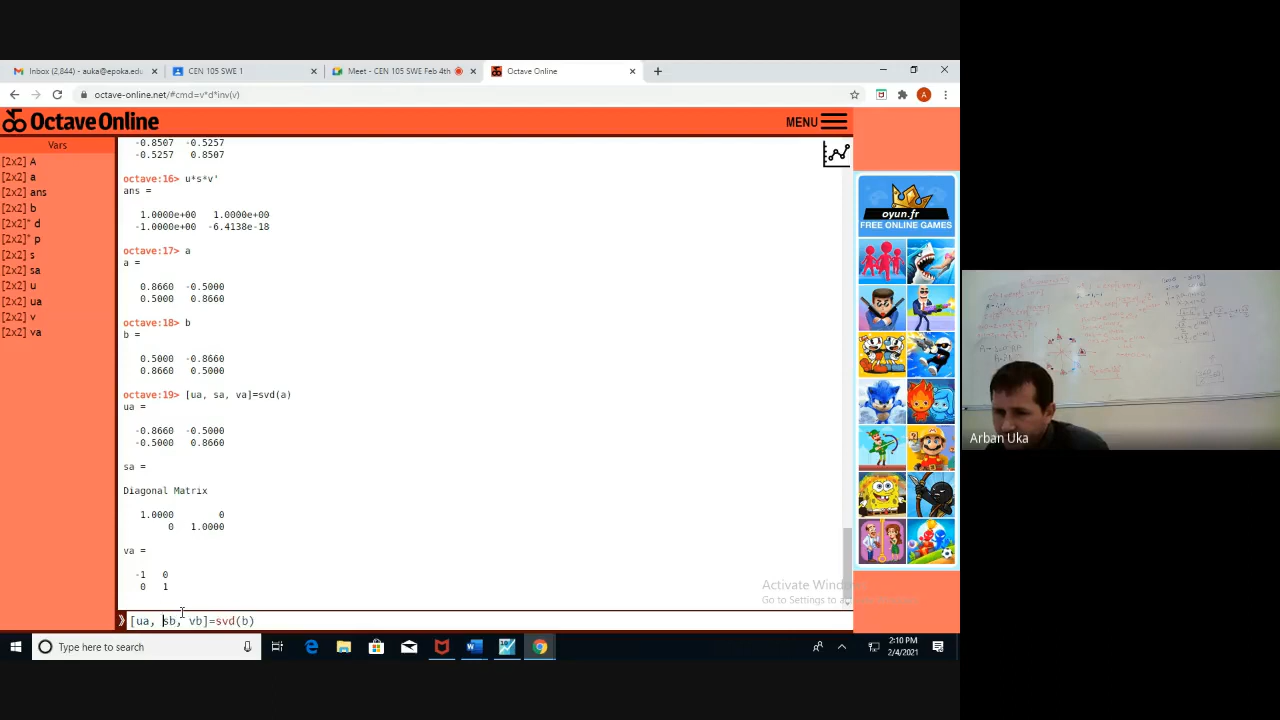 Inbox (2,844) - auka@epoka.edu
CEN 105 SWE 1
Meet - CEN 105 SWE Feb 4th
Octave Online
octave-online.net/#cmd=v*d*inv(v)
A
Octave Online
MENU
Vars
[2x2] A
[2x2] a
[2x2] ans
[2x2] b
[2x2]* d
[2x2]* p
[2x2] s
[2x2] sa
[2x2] u
[2x2] ua
[2x2] v
[2x2] va
-0.8507 -0.5257
-0.5257 0.8507
octave:16> u*s*v'
ans =
1.0000e+00 1.0000e+00
-1.0000e+00 -6.4138e-18
octave:17> a
a =
0.8660 -0.5000
0.5000 0.8660
octave:18> b
b =
0.5000 -0.8660
0.8660 0.5000
octave:19> [ua, sa, va]=svd(a)
ua =
-0.8660 -0.5000
-0.5000 0.8660
sa =
Diagonal Matrix
1.0000 0
0 1.0000
va =
-1 0
0 1
[ua, sb, vb]=svd(b)
oyun.fr
FREE ONLINE GAMES
Activate Windo
Go to Settings to
Type here to search
2:10 PM
2/4/2021
Arban Uka